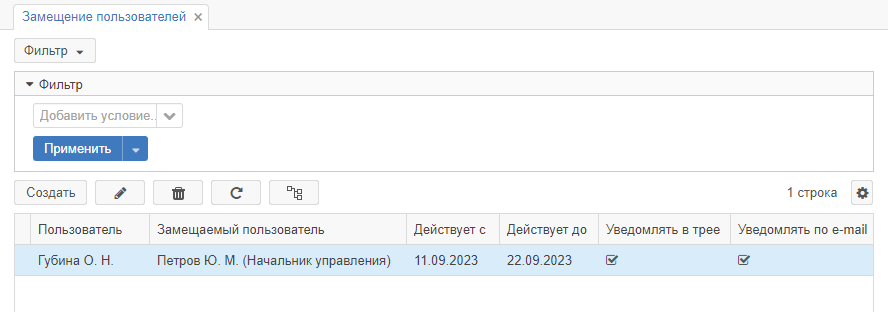 Замещение пользователей
Фильтр
Фильтр
Добавить условие..
Применить
Создать 1 строка
Пользователь Замещаемый пользователь Действует с Действует до Уведомлять в трее Уведомлять по e-mail
Губина О. Н. Петров Ю. М. (Начальник управления) 11.09.2023 22.09.2023